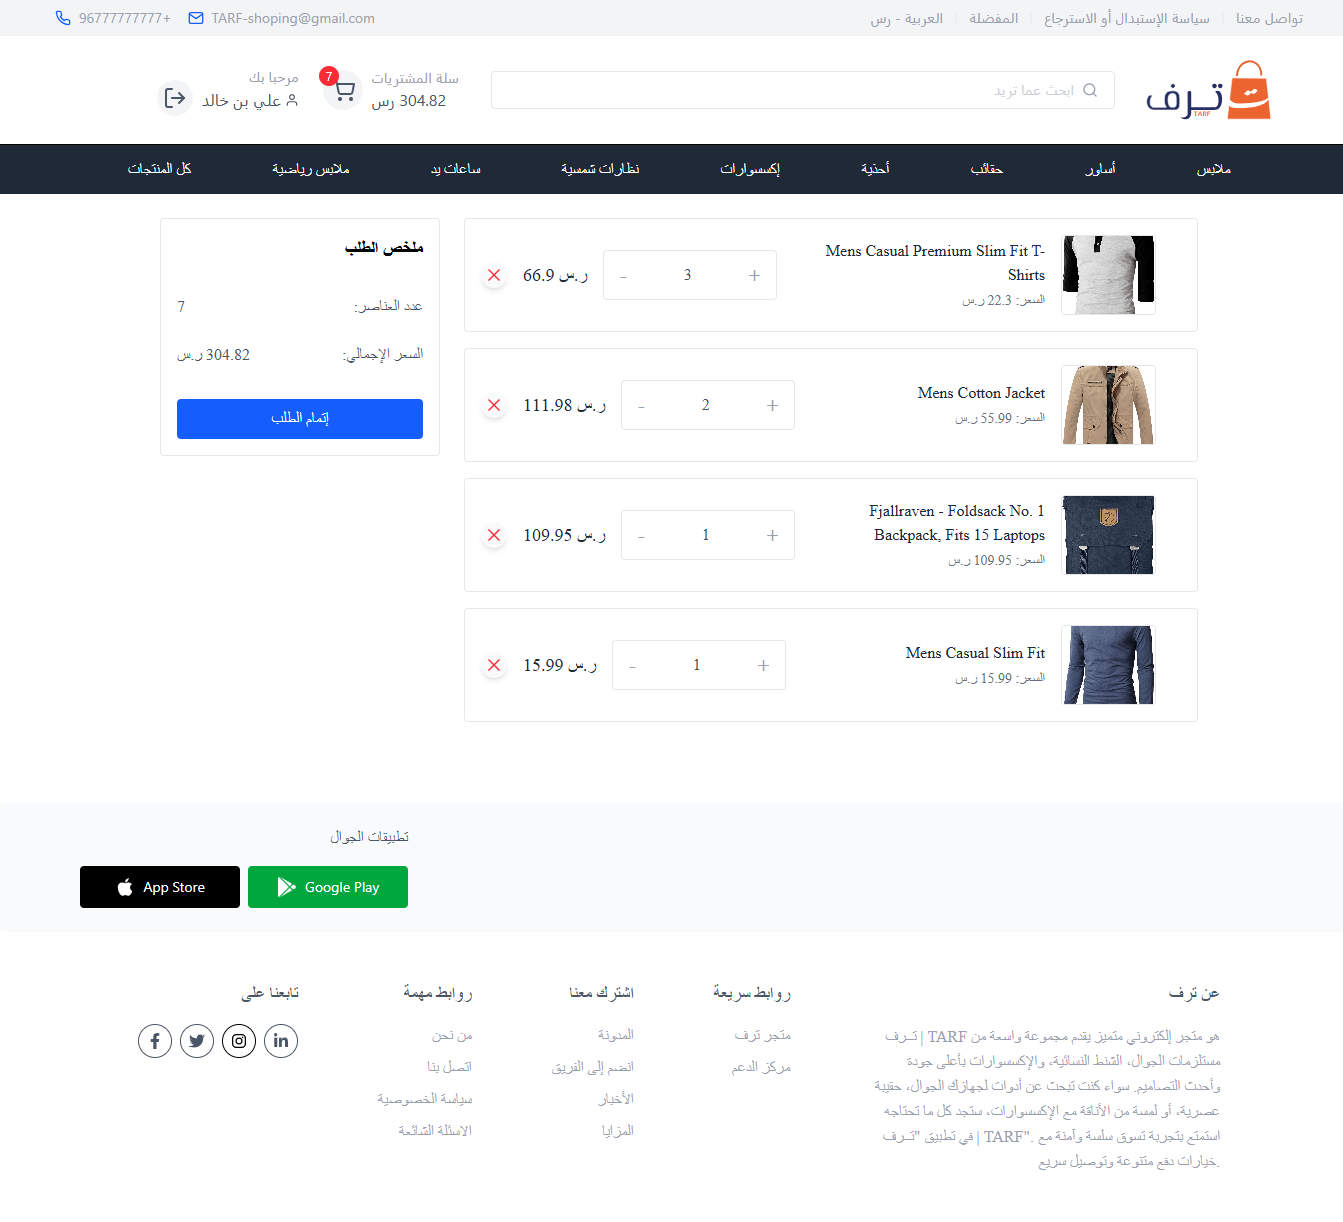 تواصل معنا
سياسة الإستبدال أو الاسترجاع
المفضلة
العربية - رس
TARF-shoping@gmail.com
96777777777+
ترف
TARF
ابحث عما تريد
سلة المشتريات
7
304.82 رس
مرحبا بك
علي بن خالد
ملابس
أساور
حقائب
أحذية
إكسسوارات
نظارات شمسية
ساعات يد
ملابس رياضية
كل المنتجات
Mens Casual Premium Slim Fit T-
Shirts
السعر: 22.3 ر.س
+ 3 -
66.9 ر.س
Mens Cotton Jacket
السعر: 55.99 ر.س
+ 2 -
111.98 ر.س
Fjallraven - Foldsack No. 1
Backpack, Fits 15 Laptops
السعر: 109.95 ر.س
+ 1 -
109.95 ر.س
Mens Casual Slim Fit
السعر: 15.99 ر.س
+ 1 -
15.99 ر.س
ملخص الطلب
عدد العناصر: 7
السعر الإجمالي: 304.82 ر.س
إتمام الطلب
تطبيقات الجوال
Google Play
App Store
عن ترف
هو متجر إلكتروني متميز يقدم مجموعة واسعة من TARF | تــرف
مستلزمات الجوال، الشنط النسائية، والإكسسوارات بأعلى جودة
وأحدث التصاميم. سواء كنت تبحث عن أدوات لجهازك الجوال، حقيبة
عصرية، أو لمسة من الأناقة مع الإكسسوارات، ستجد كل ما تحتاجه
استمتع بتجربة تسوق سلسة وآمنة مع ."TARF | في تطبيق "تــرف
.خيارات دفع متنوعة وتوصيل سريع
روابط سريعة
متجر ترف
مركز الدعم
اشترك معنا
المدونة
انضم إلى الفريق
الأخبار
المزايا
روابط مهمة
من نحن
اتصل بنا
سياسة الخصوصية
الاسئلة الشائعة
تابعنا على